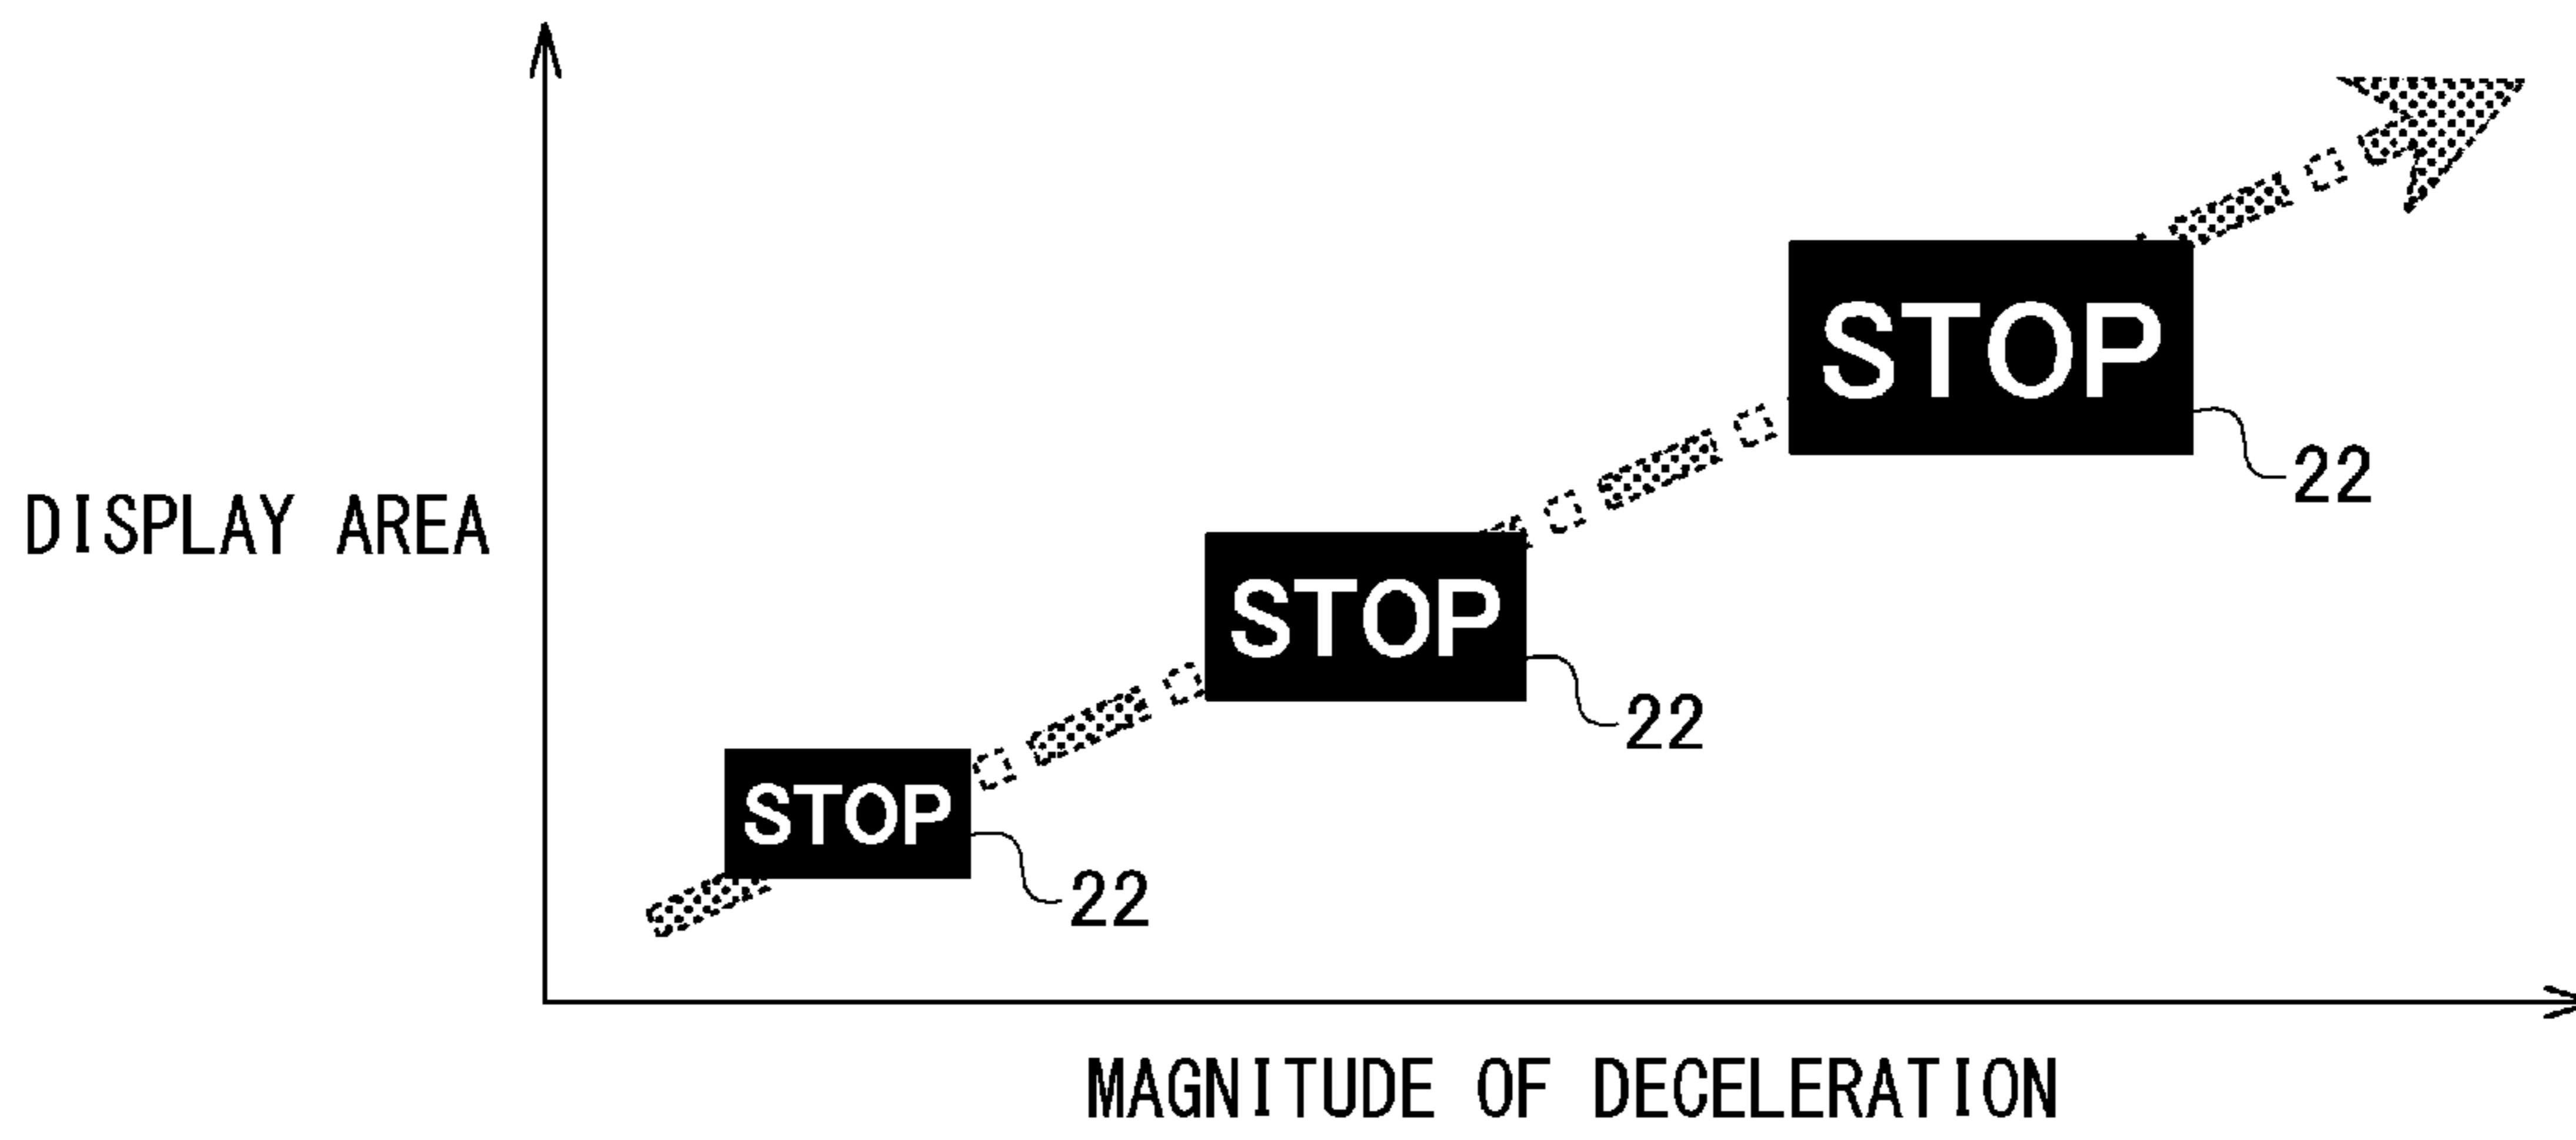 STOP
22
DISPLAY AREA
STOP
22
STOP
22
MAGNITUDE OF DECELERATION